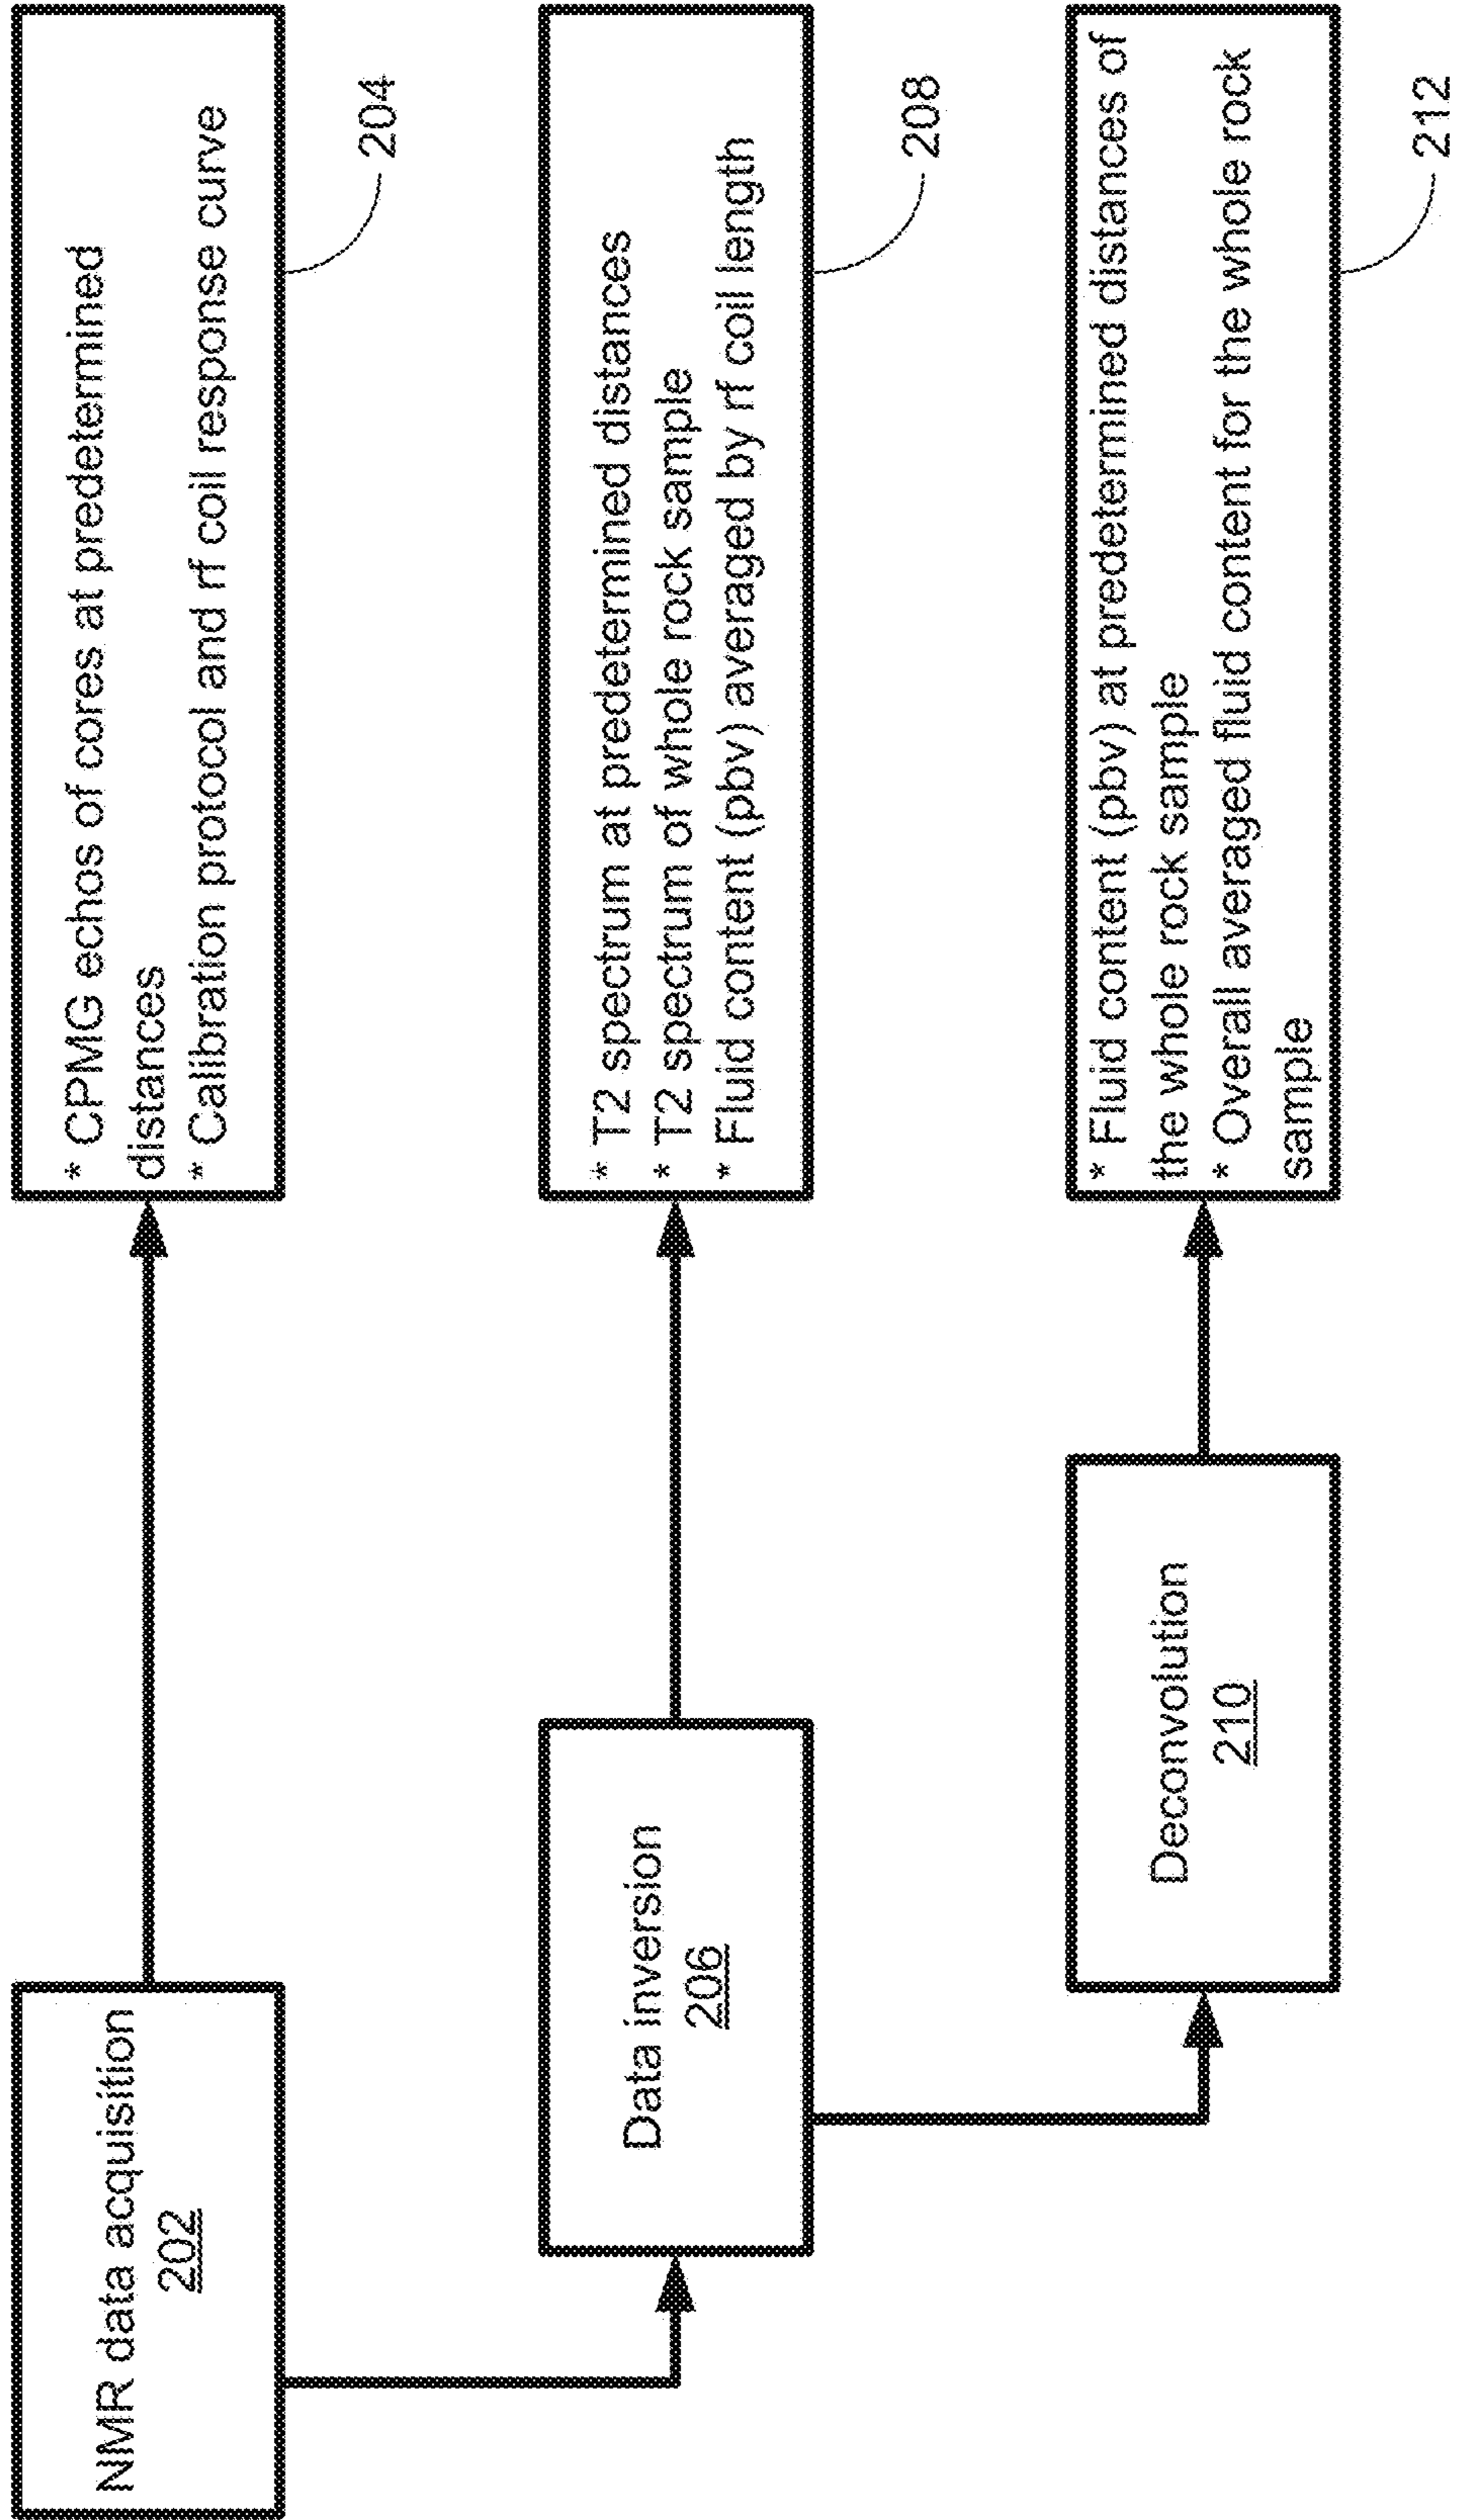 NMR data acquisition
202
* CPMG echos of cores at predetermined
distances
* Calibration protocol and rf coil response curve
204
Data inversion
206
* T2 spectrum at predetermined distances
* T2 spectrum of whole rock sample
* Fluid content (pbv) averaged by rf coil length
208
Deconvolution
210
* Fluid content (pbv) at predetermined distances of
the whole rock sample
* Overall averaged fluid content for the whole rock
sample
212